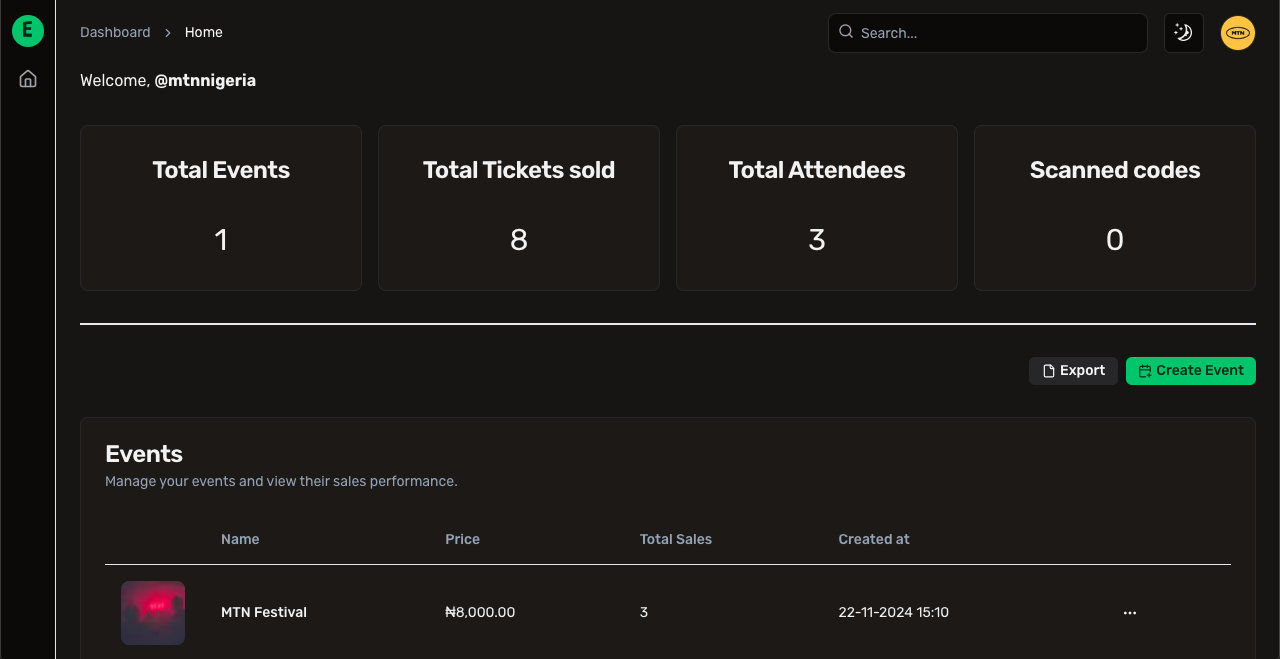 E
Dashboard > Home
Search...
MTN
Welcome, @mtnnigeria
Total Events
1
Total Tickets sold
8
Total Attendees
3
Scanned codes
0
Export
Create Event
Events
Manage your events and view their sales performance.
Name Price Total Sales Created at
MTN Festival ₦8,000.00 3 22-11-2024 15:10 ...